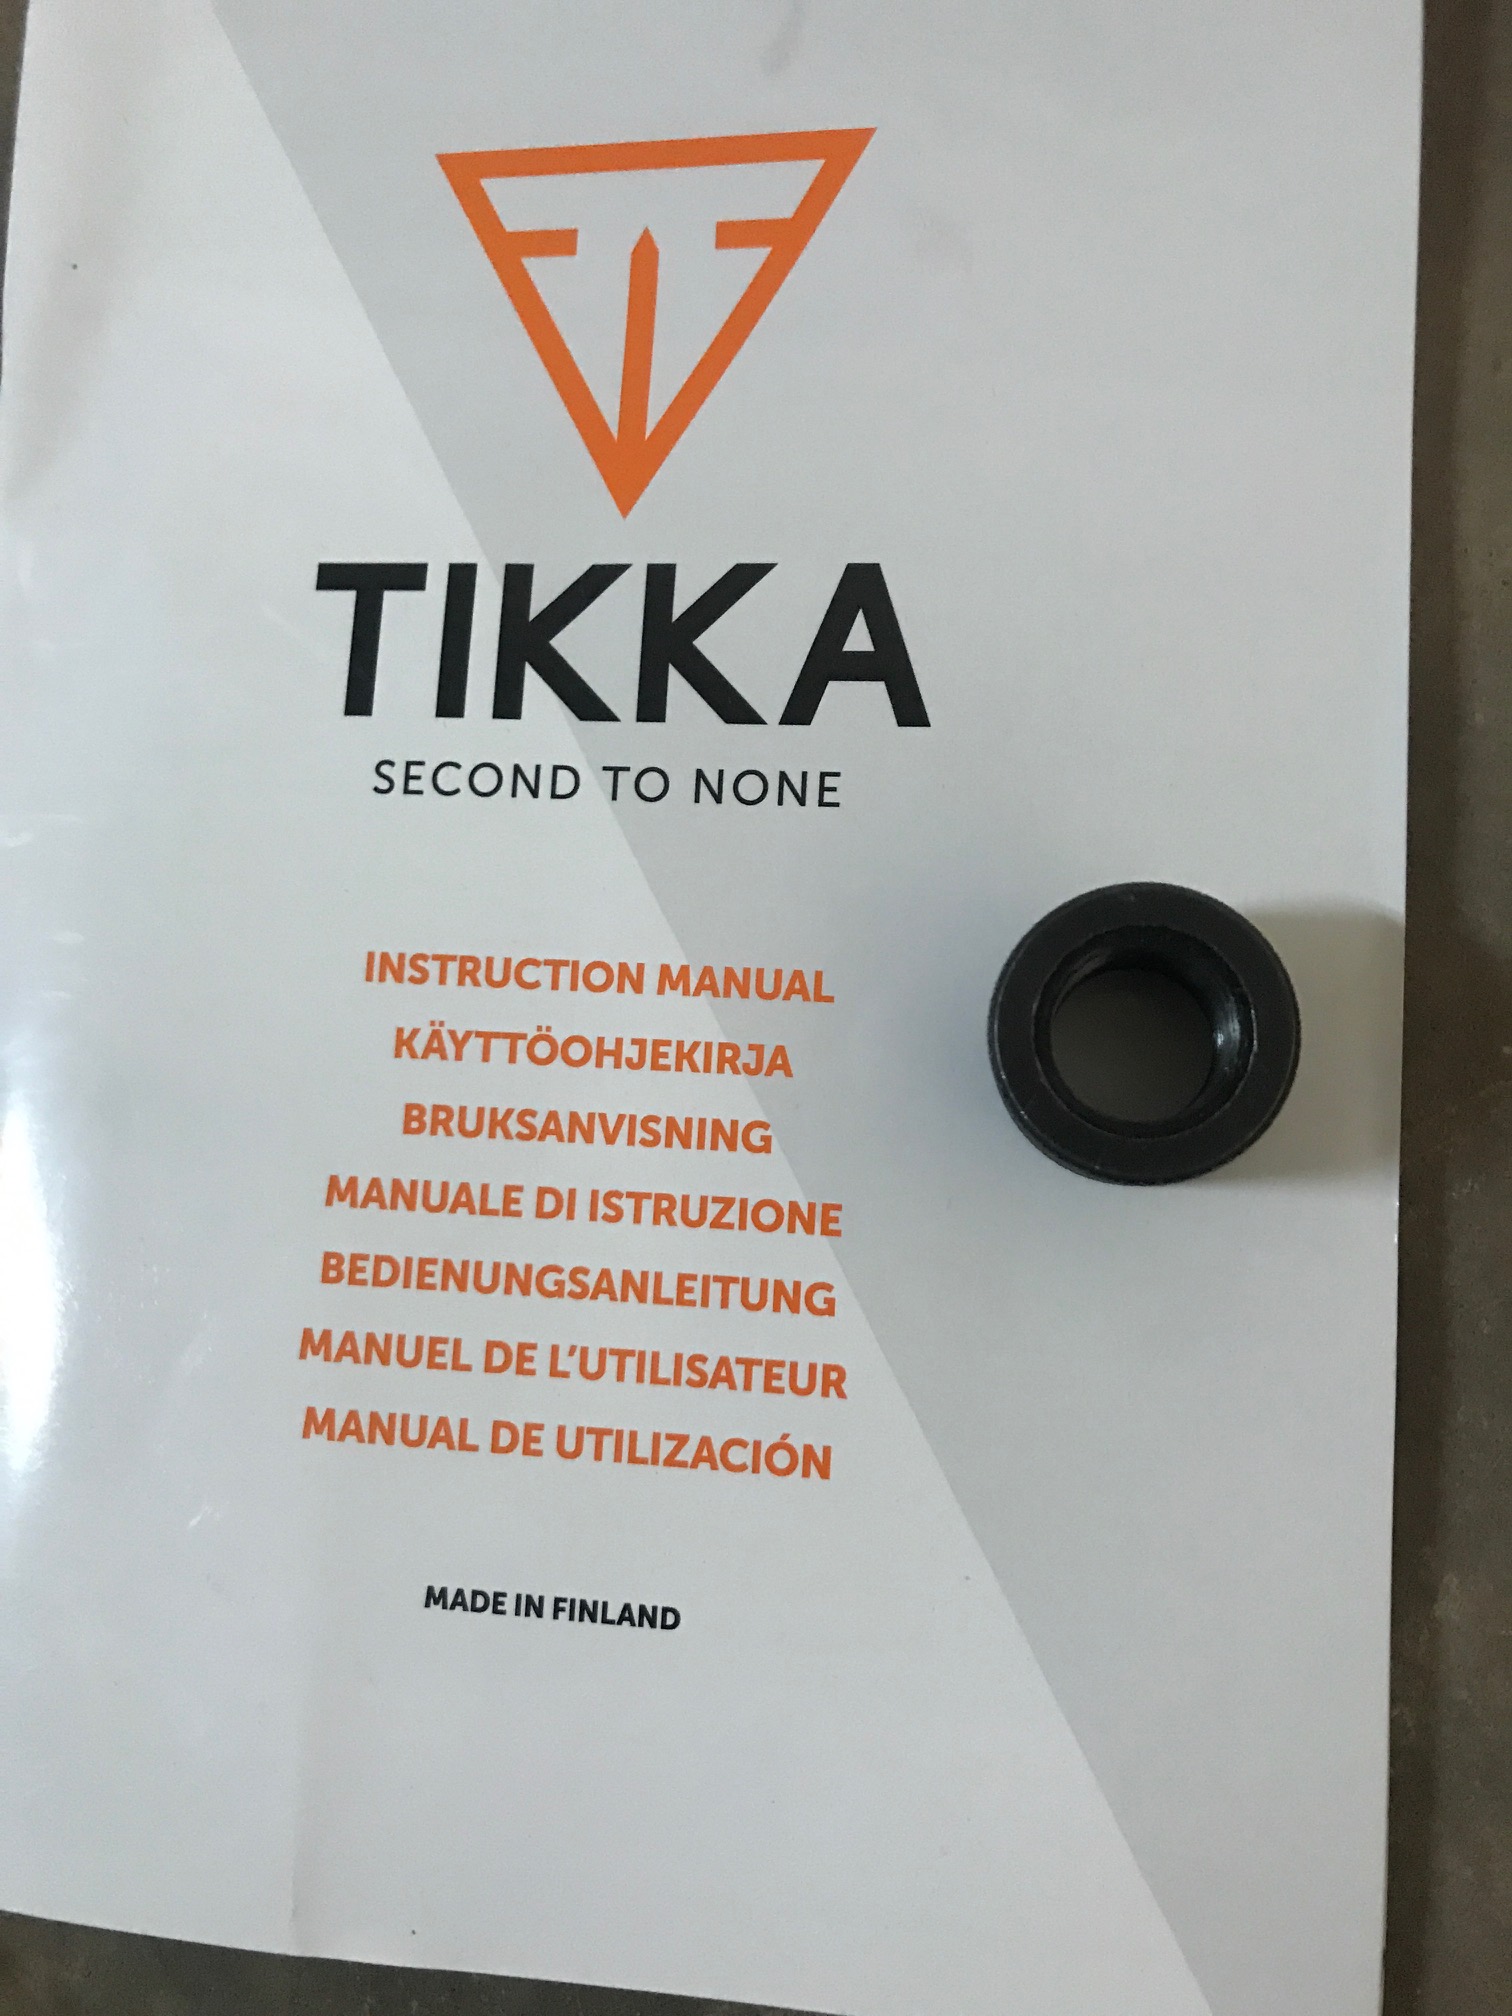 TIKKA
SECOND TO NONE
INSTRUCTION MANUAL
KÄYTTÖOHJEKIRJA
BRUKSANVISNING
MANUALE DI ISTRUZIONE
BEDIENUNGSANLEITUNG
MANUEL DE L'UTILISATEUR
MANUAL DE UTILIZACIÓN
MADE IN FINLAND